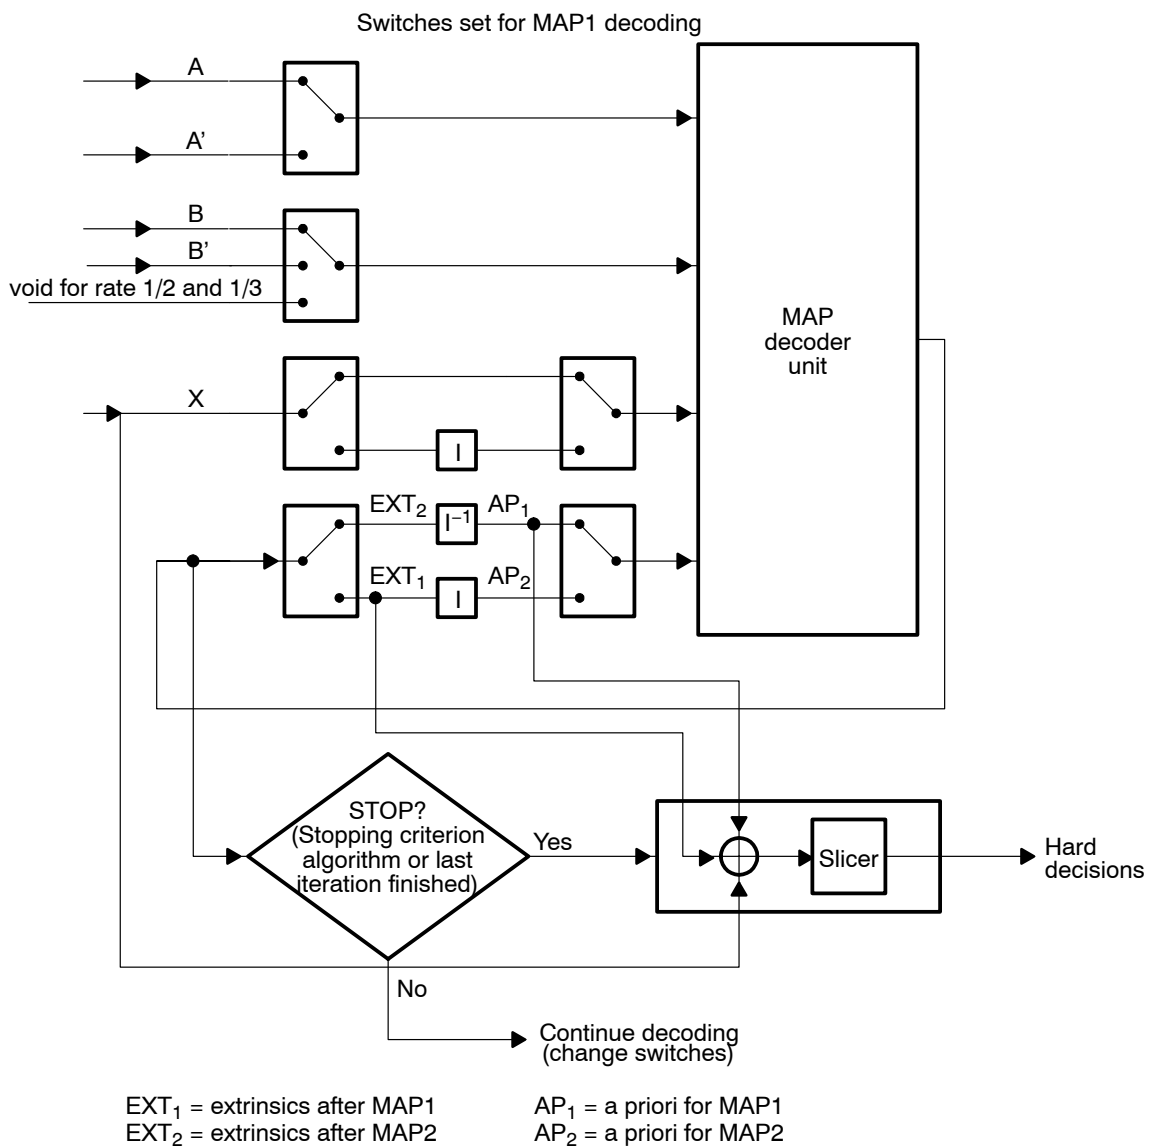 Switches set for MAP1 decoding
A
A’
B
B’
void for rate 1/2 and 1/3
MAP
decoder
unit
X
I
EXT₂
I⁻¹
AP₁
EXT₁
I
AP₂
STOP?
(Stopping criterion
algorithm or last
iteration finished)
Yes
Slicer
Hard
decisions
No
Continue decoding
(change switches)
EXT₁ = extrinsics after MAP1
AP₁ = a priori for MAP1
EXT₂ = extrinsics after MAP2
AP₂ = a priori for MAP2